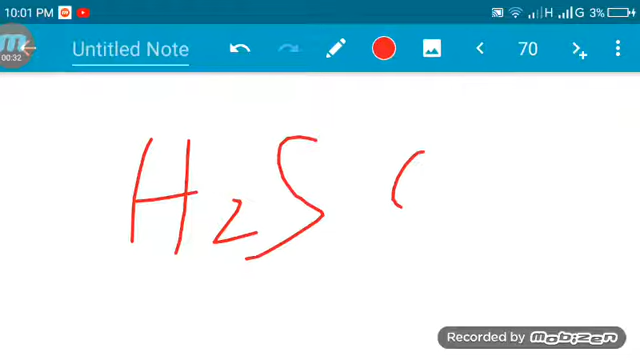 10:01 PM H G 3%
00:32 Untitled Note 70
H2S (
Recorded by mobizen